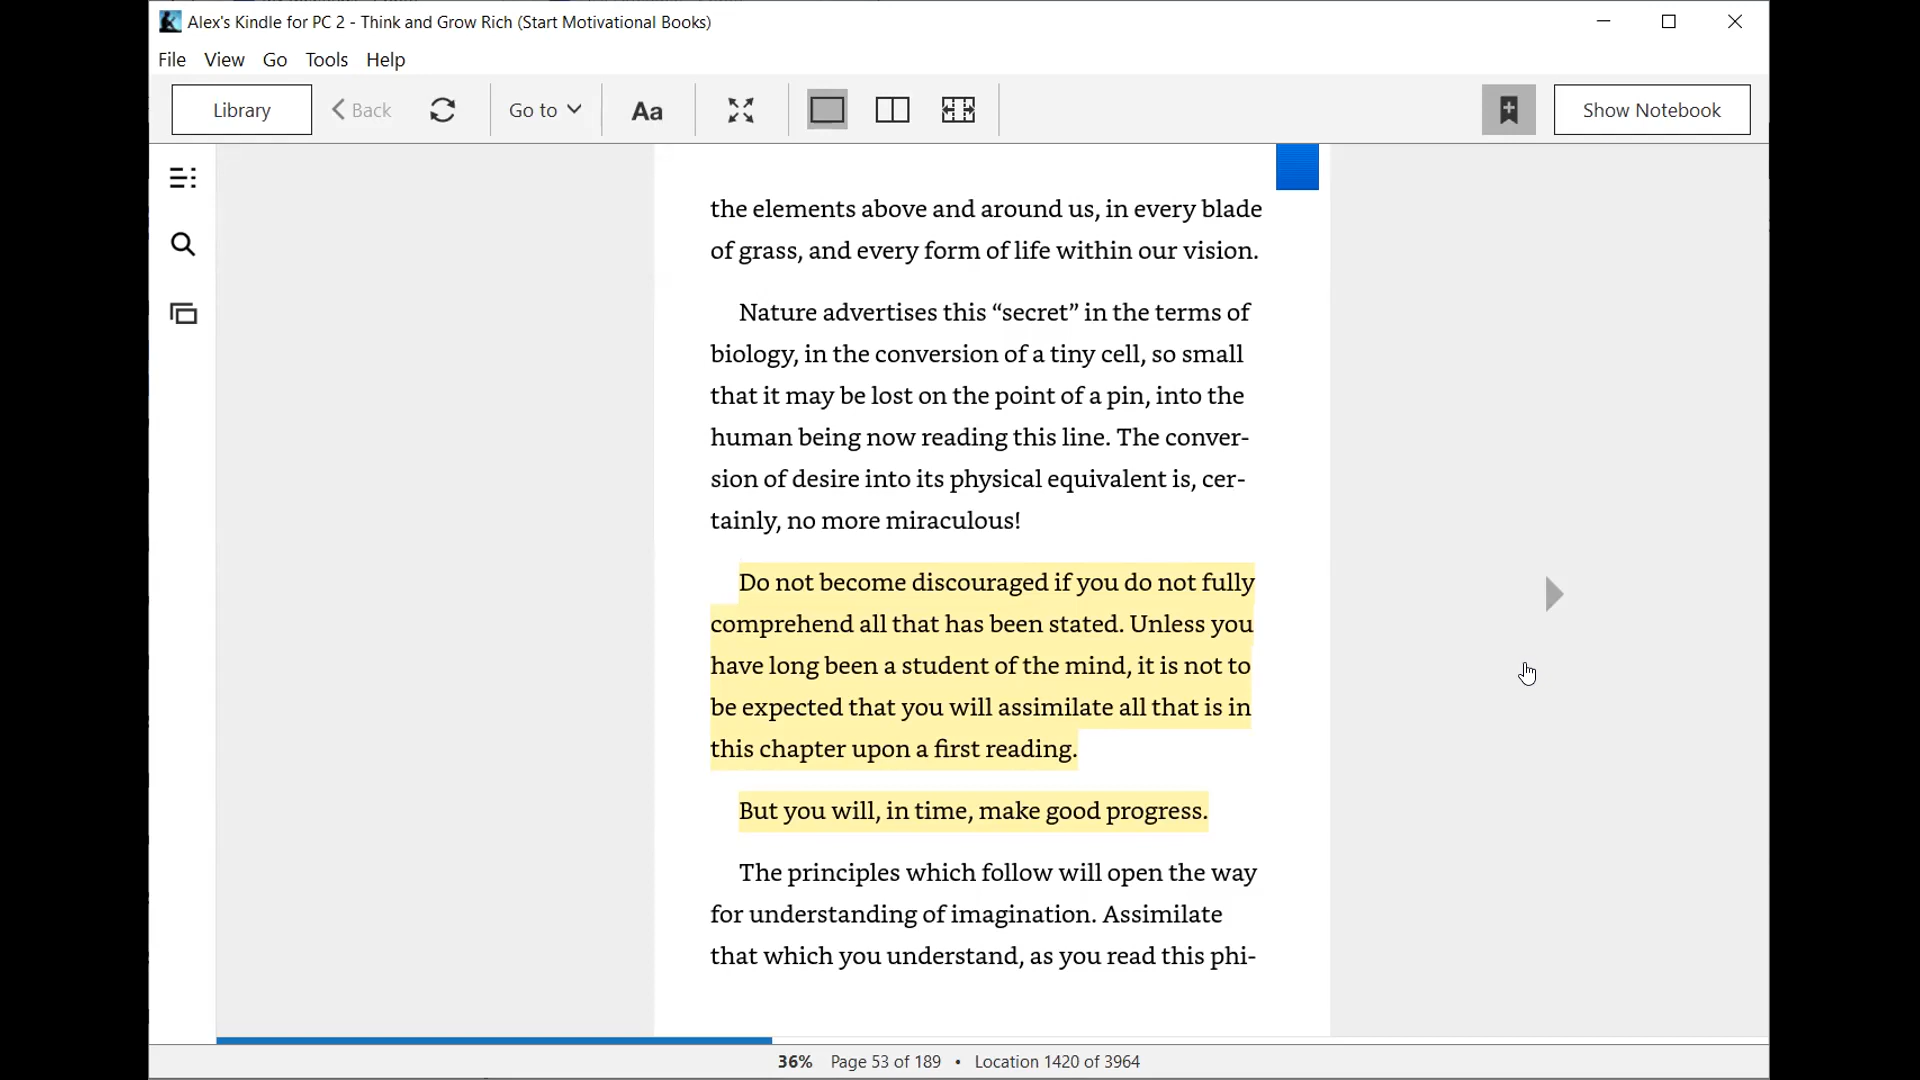 Alex's Kindle for PC 2 - Think and Grow Rich (Start Motivational Books)
File View Go Tools Help
Library Back Go to Aa Show Notebook
the elements above and around us, in every blade
of grass, and every form of life within our vision.
Nature advertises this “secret” in the terms of
biology, in the conversion of a tiny cell, so small
that it may be lost on the point of a pin, into the
human being now reading this line. The conver-
sion of desire into its physical equivalent is, cer-
tainly, no more miraculous!
Do not become discouraged if you do not fully
comprehend all that has been stated. Unless you
have long been a student of the mind, it is not to
be expected that you will assimilate all that is in
this chapter upon a first reading.
But you will, in time, make good progress.
The principles which follow will open the way
for understanding of imagination. Assimilate
that which you understand, as you read this phi-
36% Page 53 of 189 • Location 1420 of 3964